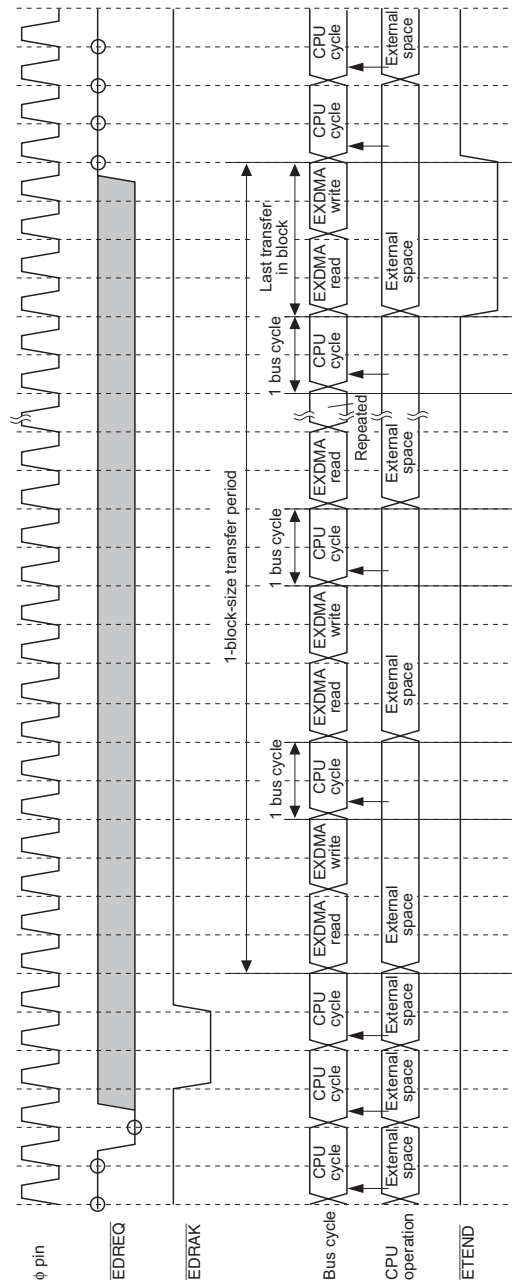 φ pin
EDREQ
EDRAK
1-block-size transfer period
Last transfer
in block
1 bus cycle
1 bus cycle
1 bus cycle
Bus cycle
CPU
cycle
CPU
cycle
CPU
cycle
EXDMA
read
EXDMA
write
CPU
cycle
EXDMA
read
EXDMA
write
CPU
cycle
EXDMA
read
Repeated
CPU
cycle
EXDMA
read
EXDMA
write
CPU
cycle
CPU
cycle
CPU
operation
External
space
External
space
External
space
External
space
External
space
External
space
External
space
External
space
ETEND